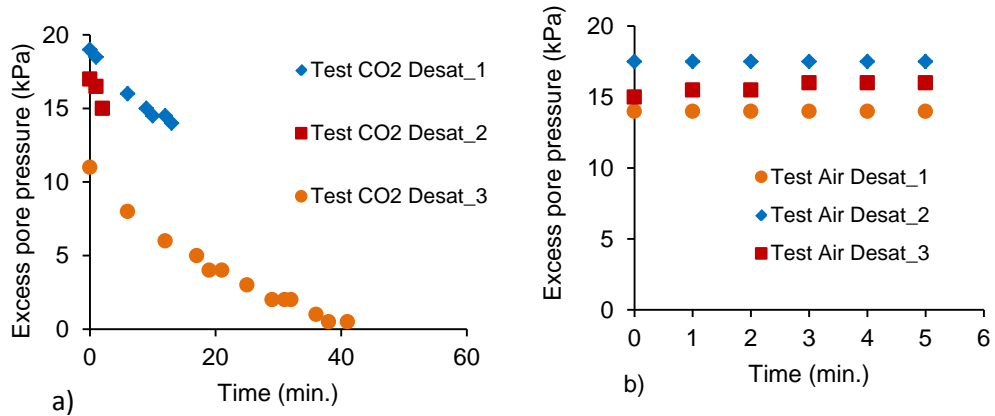 Excess pore pressure (kPa)
20
15
10
5
0
0
20
40
60
Time (min.)
Test CO2 Desat_1
Test CO2 Desat_2
Test CO2 Desat_3
a)
Excess pore pressure (kPa)
20
15
10
5
0
0
1
2
3
4
5
6
Time (min.)
Test Air Desat_1
Test Air Desat_2
Test Air Desat_3
b)